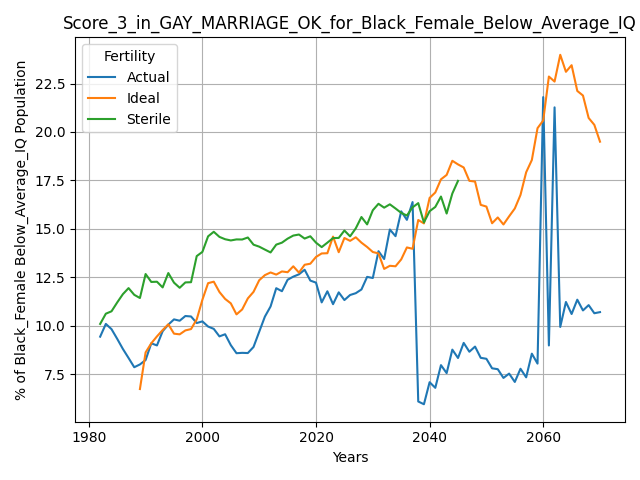 Score_3_in_GAY_MARRIAGE_OK_for_Black_Female_Below_Average_IQ
% of Black_Female Below_Average_IQ Population
22.5
20.0
17.5
15.0
12.5
10.0
7.5
Fertility
Actual
Ideal
Sterile
1980
2000
2020
2040
2060
Years